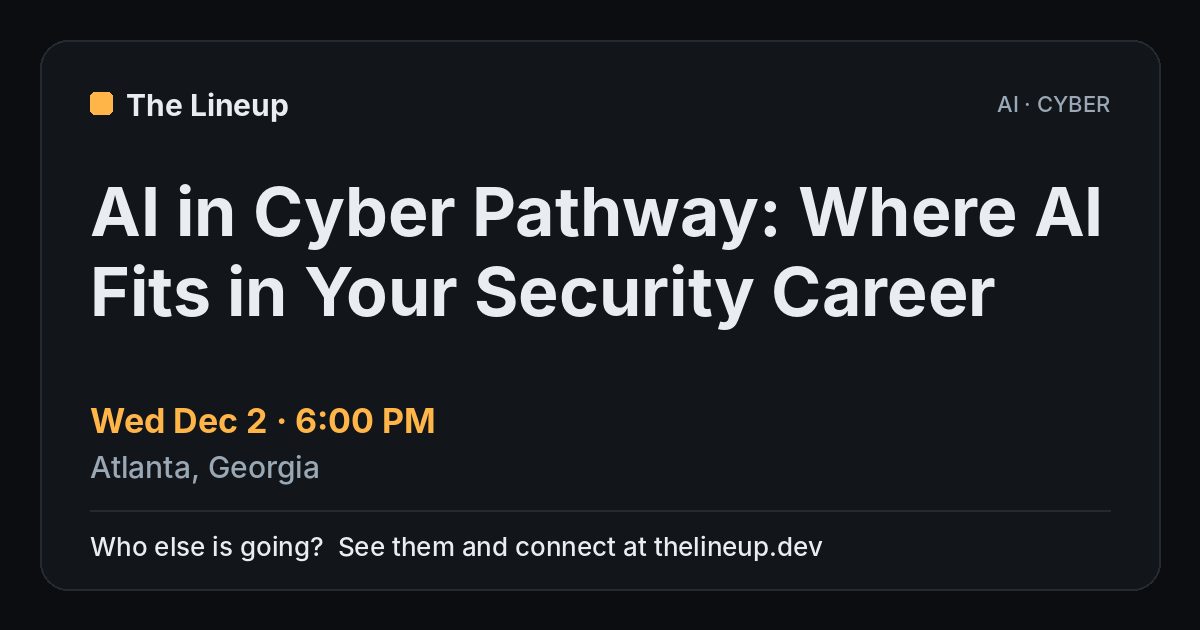 The Lineup
AI · CYBER
AI in Cyber Pathway: Where AI
Fits in Your Security Career
Wed Dec 2 · 6:00 PM
Atlanta, Georgia
Who else is going?  See them and connect at thelineup.dev